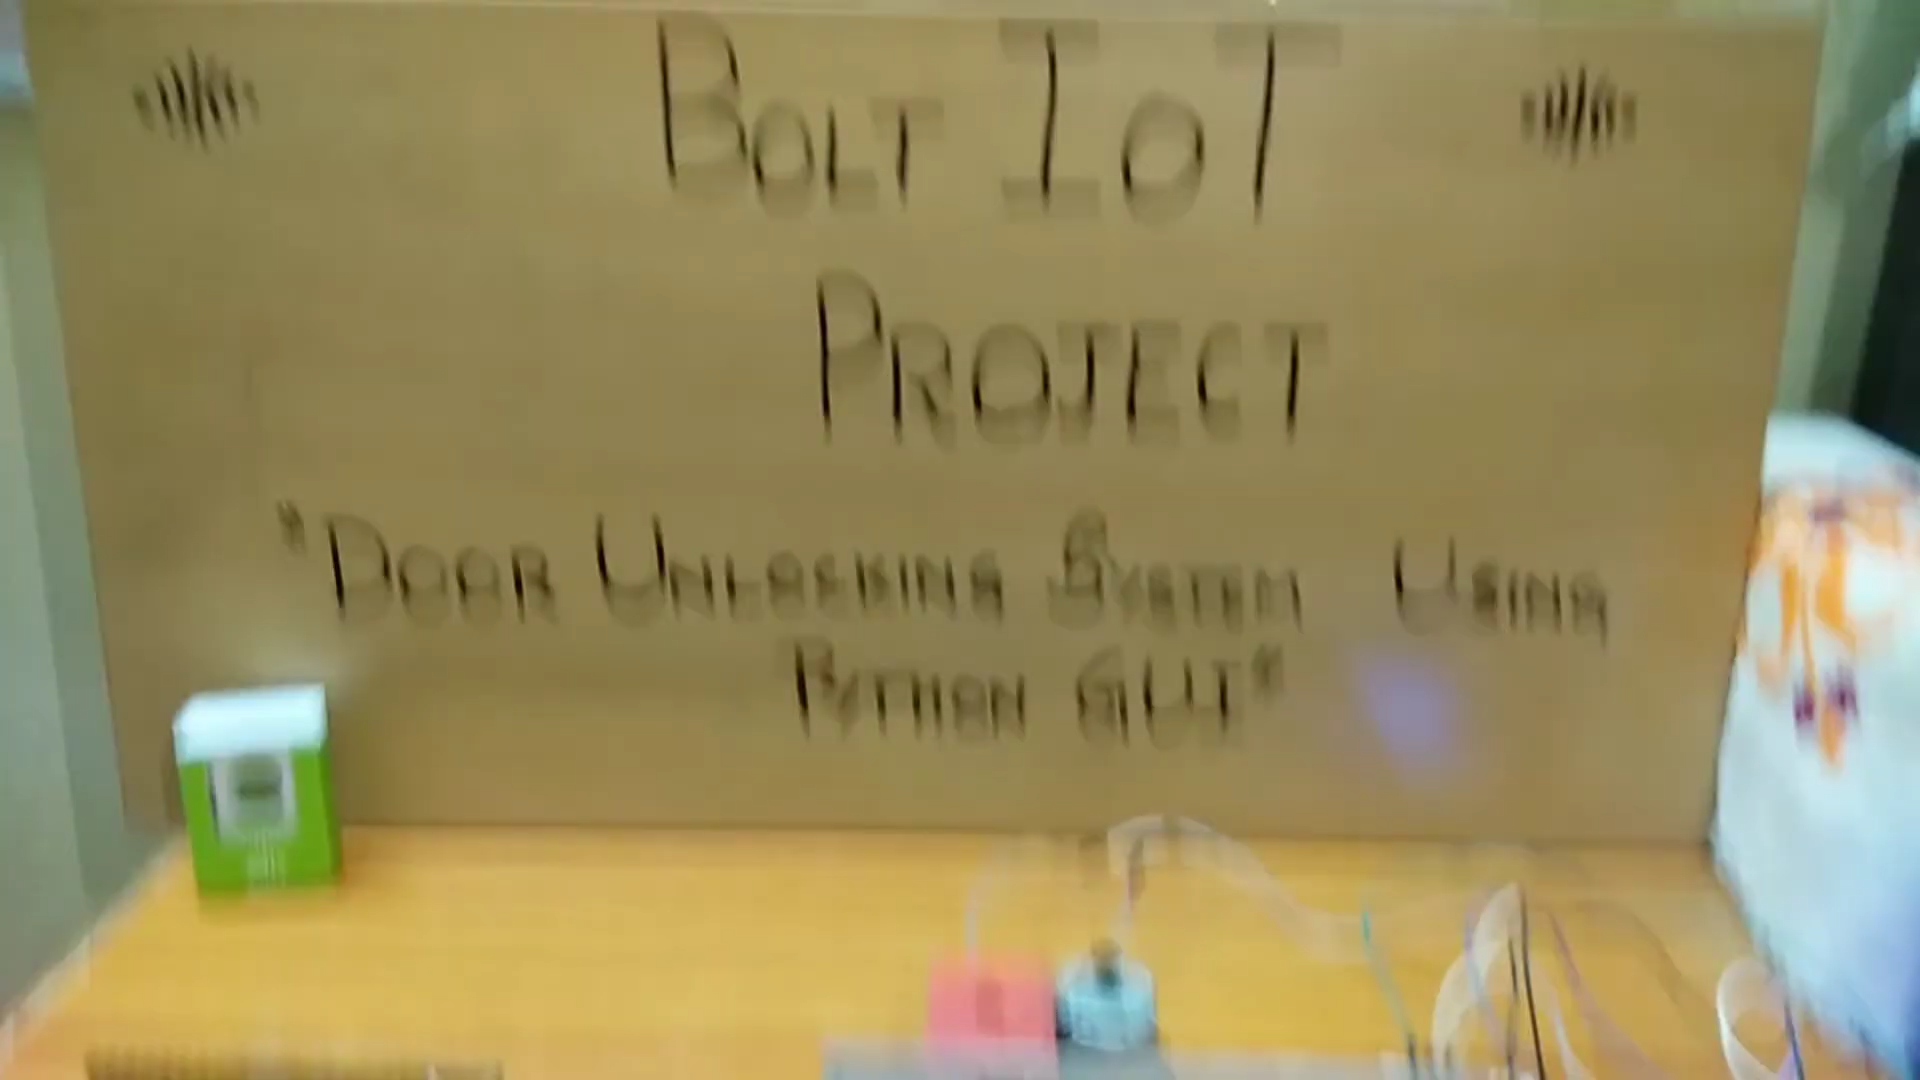 BOLT IOT
PROJECT
"DOOR UNLOCKING SYSTEM USING
PYTHON GUI"